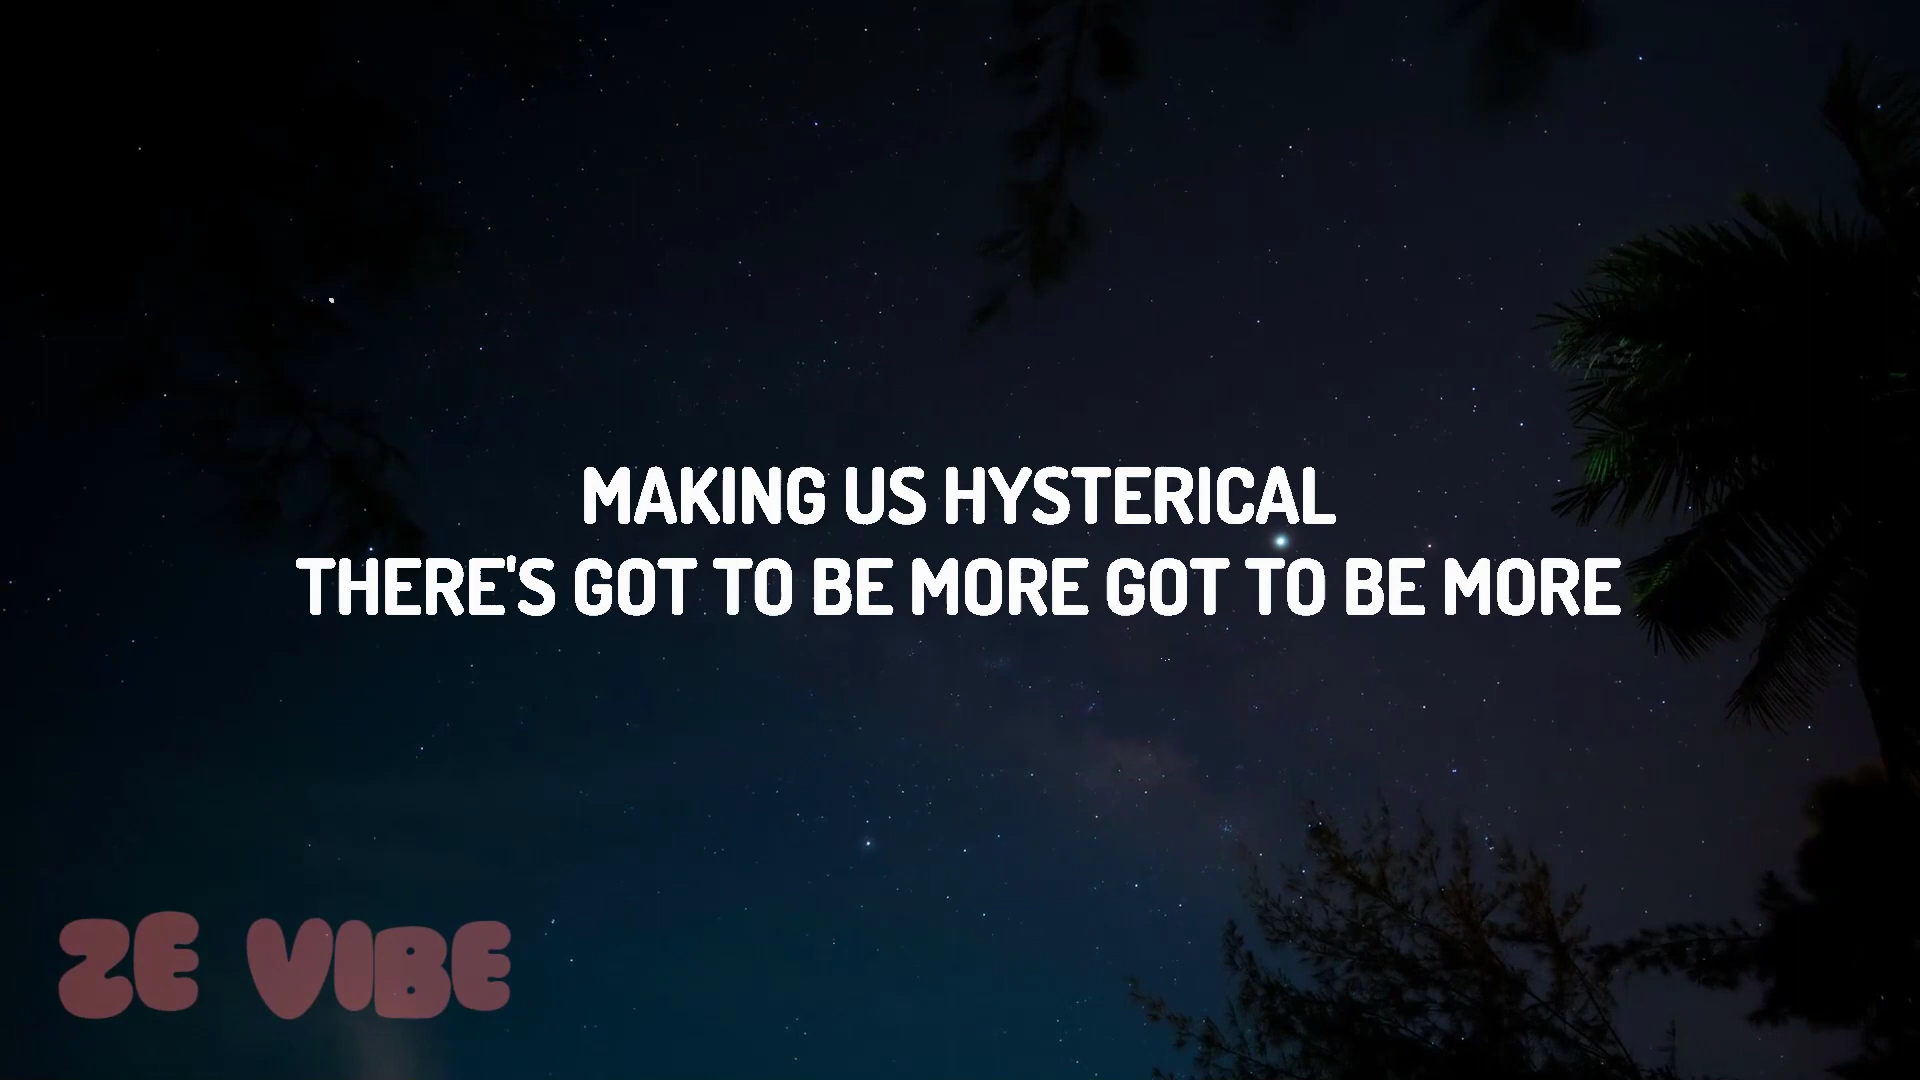 MAKING US HYSTERICAL
THERE'S GOT TO BE MORE GOT TO BE MORE
ZE VIBE